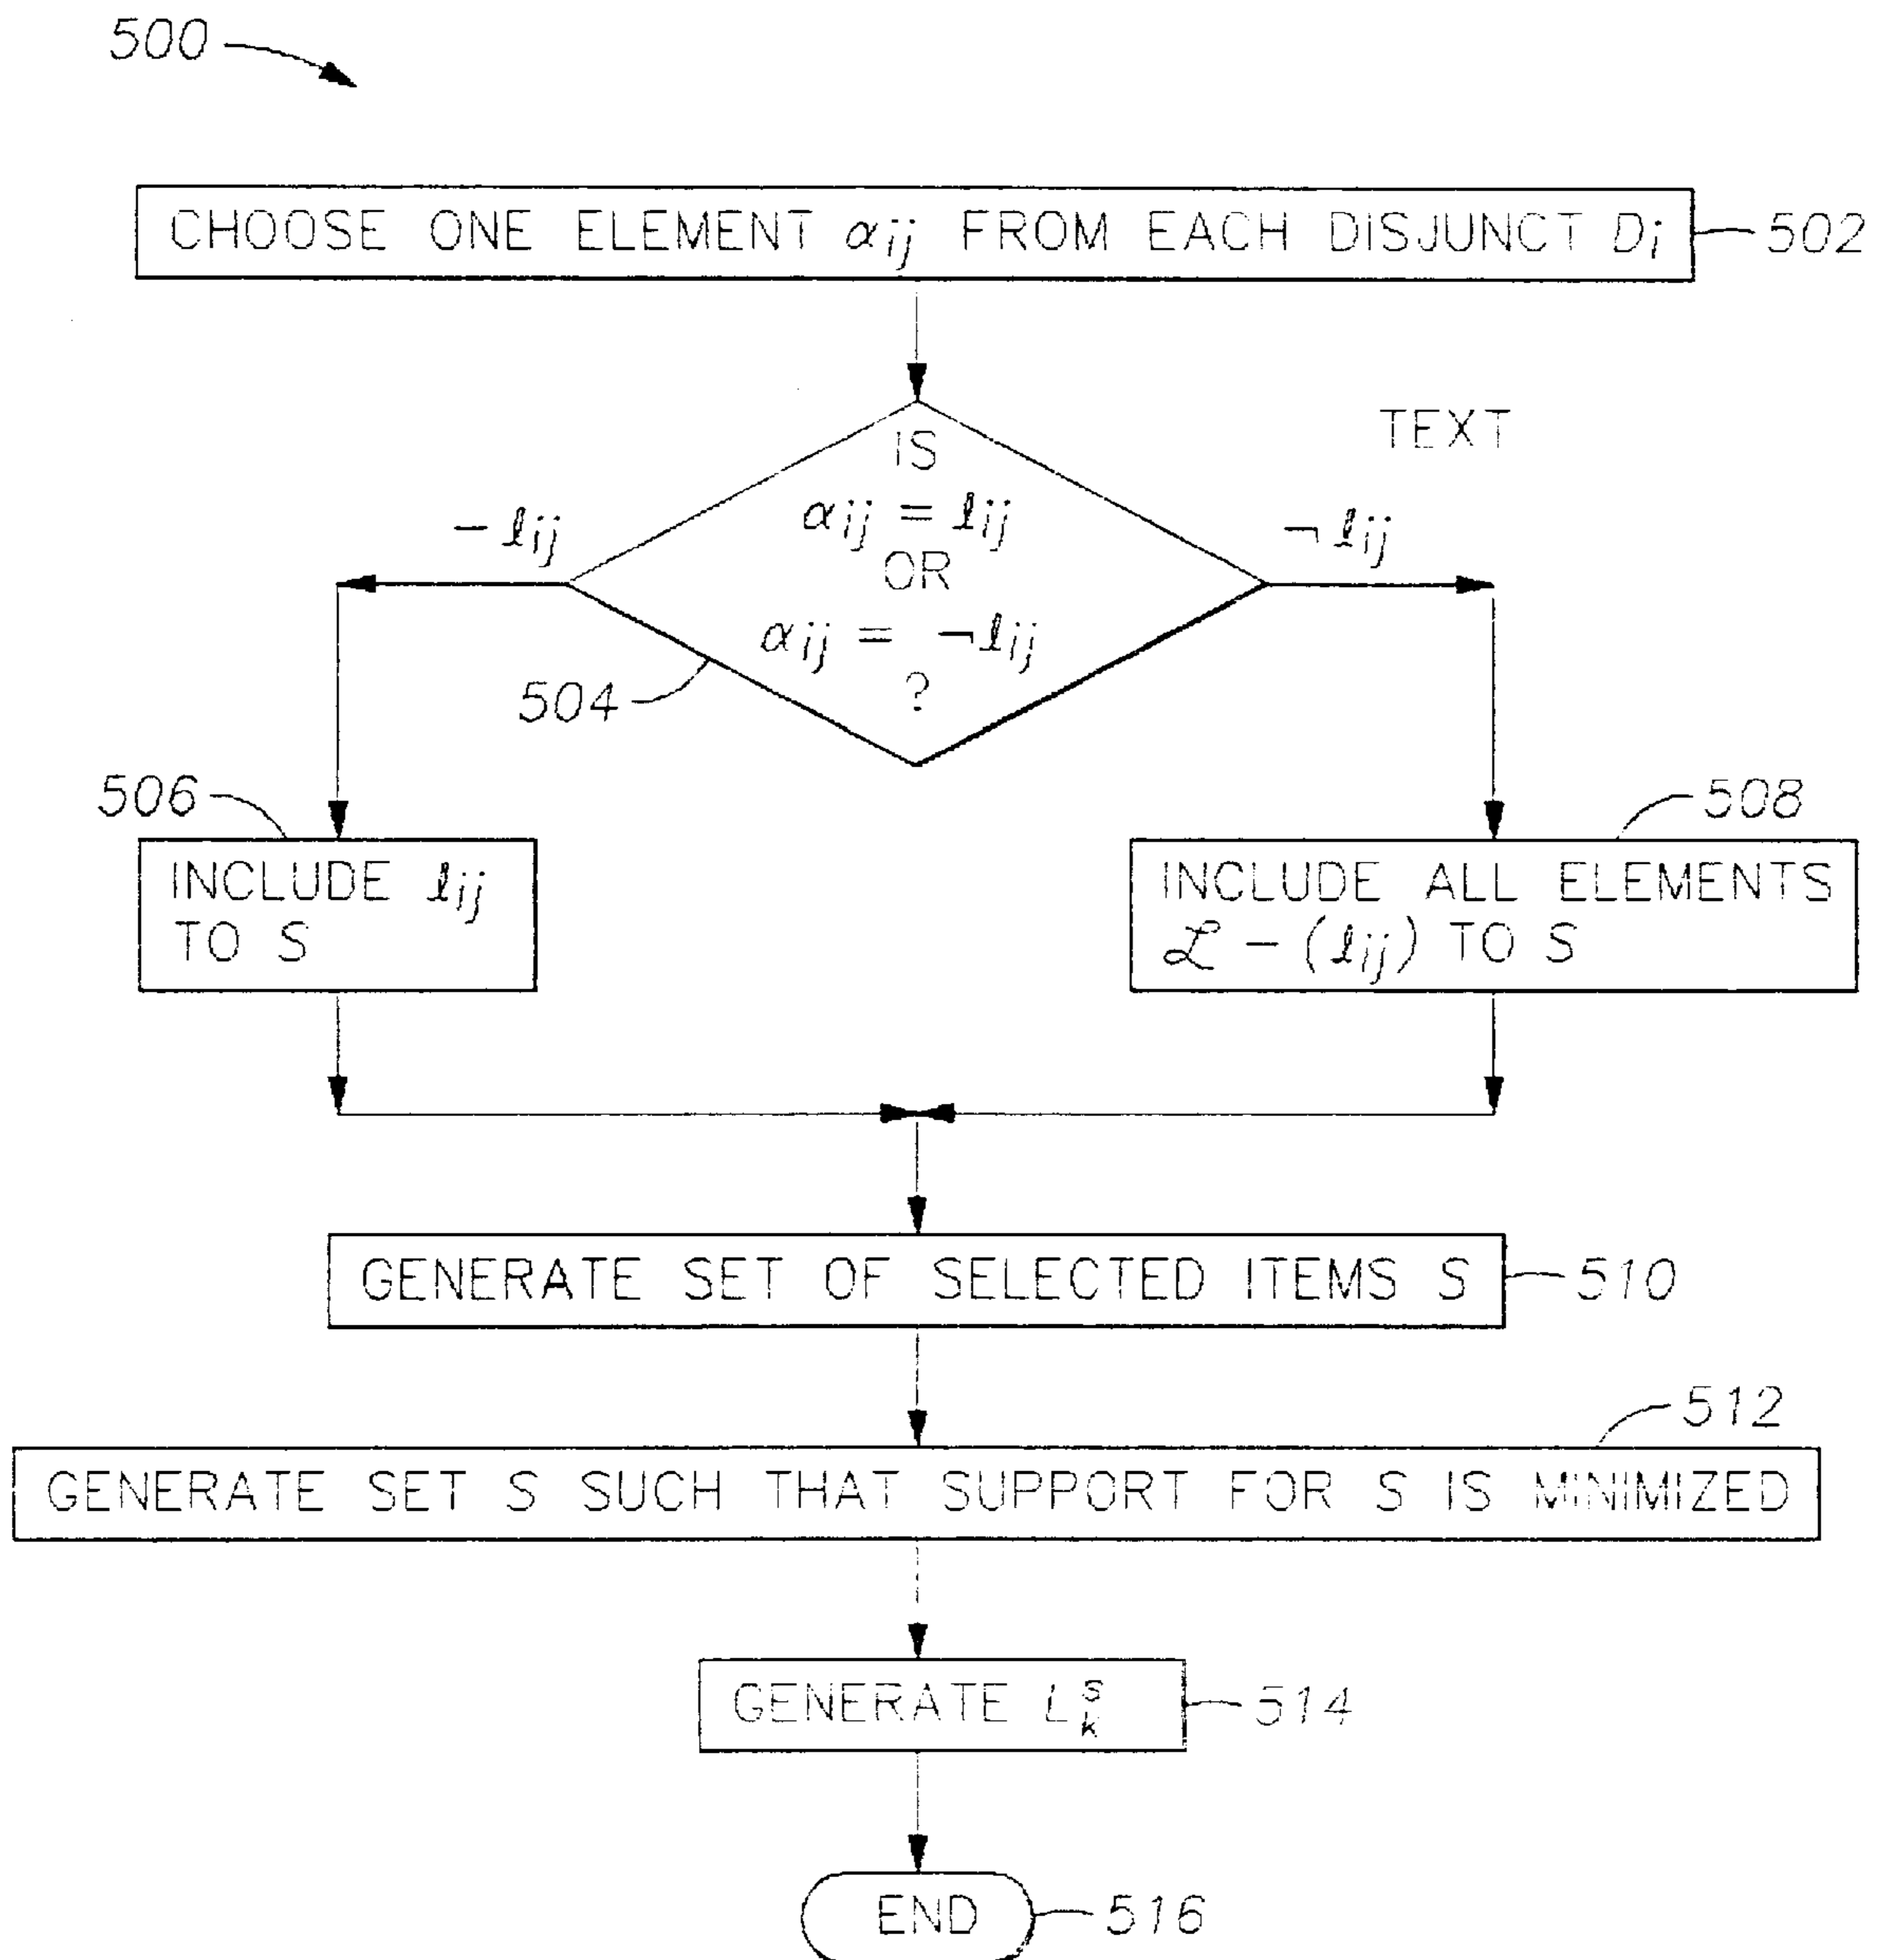 500
CHOOSE ONE ELEMENT αij FROM EACH DISJUNCT Di
502
TEXT
IS
αij = lij
OR
αij = ¬lij
?
− lij
¬ lij
504
506
508
INCLUDE lij
TO S
INCLUDE ALL ELEMENTS
ℒ − (lij) TO S
GENERATE SET OF SELECTED ITEMS S
510
512
GENERATE SET S SUCH THAT SUPPORT FOR S IS MINIMIZED
GENERATE L^s_k
514
END
516